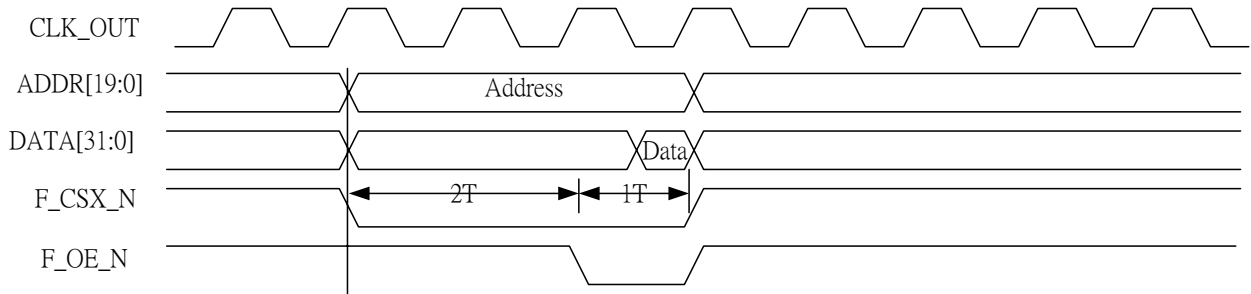 CLK_OUT
ADDR[19:0]
Address
DATA[31:0]
Data
F_CSX_N
2T
1T
F_OE_N